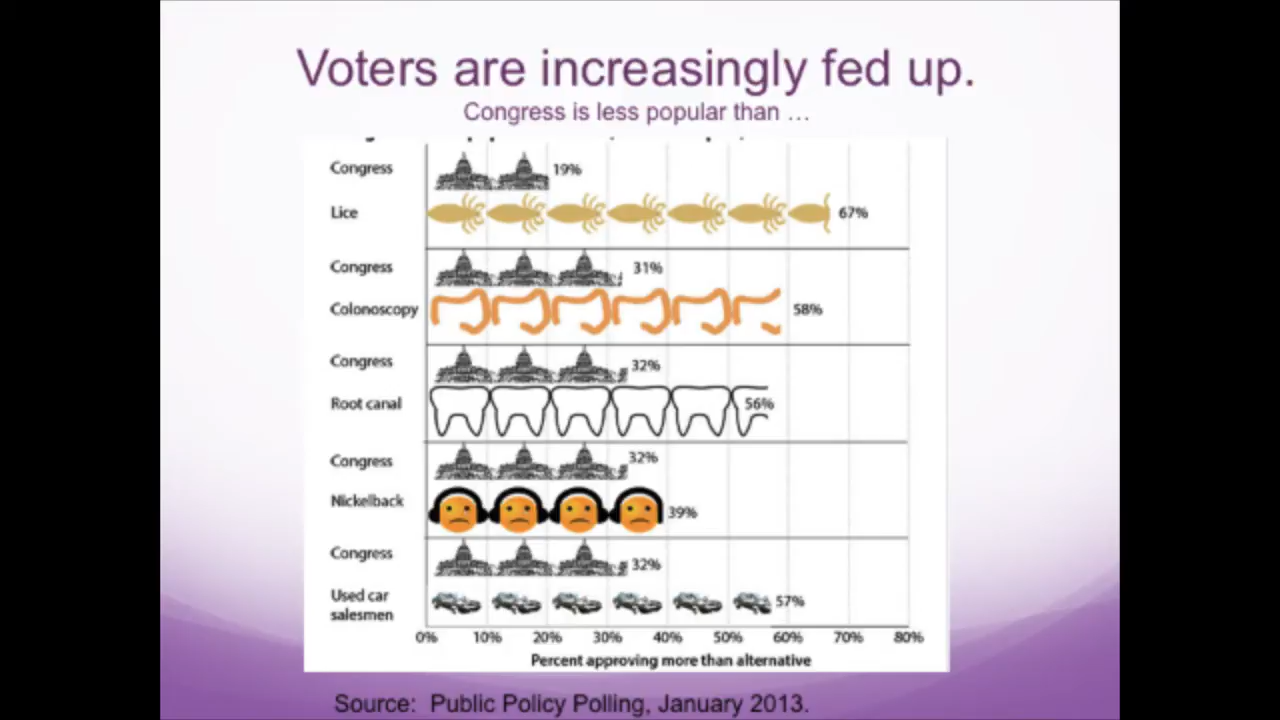 Voters are increasingly fed up.
Congress is less popular than …
Congress 19%
Lice 67%
Congress 31%
Colonoscopy 58%
Congress 32%
Root canal 56%
Congress 32%
Nickelback 39%
Congress 32%
Used car
salesmen 57%
0% 10% 20% 30% 40% 50% 60% 70% 80%
Percent approving more than alternative
Source: Public Policy Polling, January 2013.